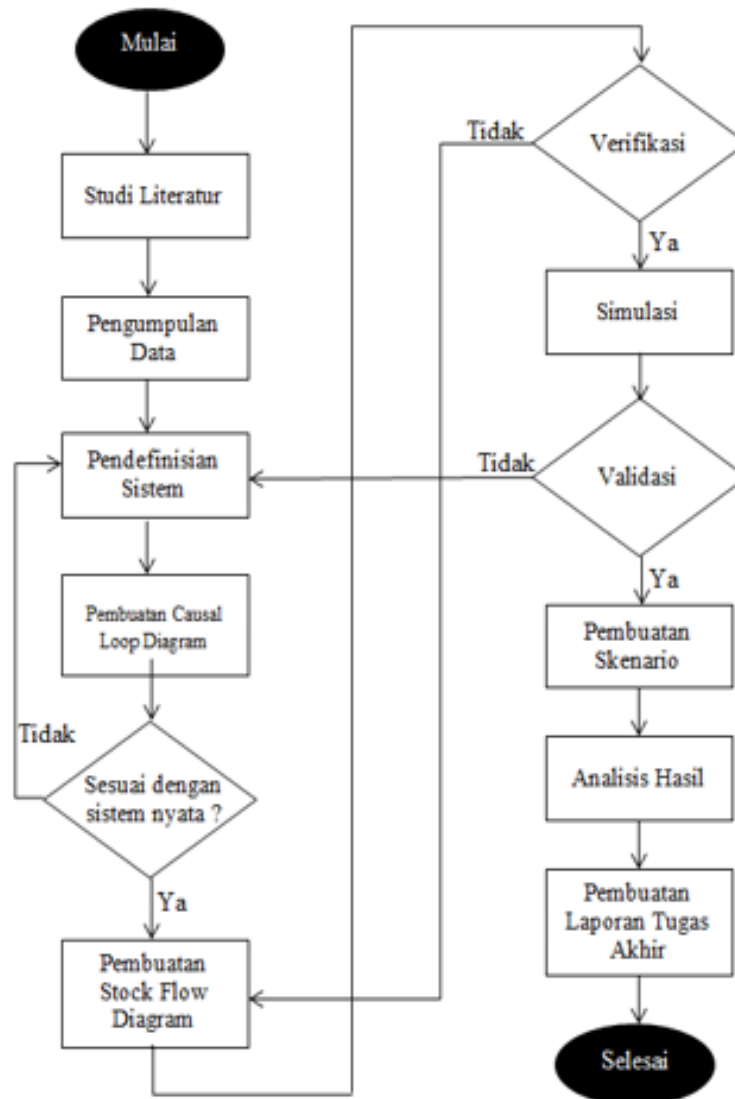 Mulai
Studi Literatur
Pengumpulan
Data
Pendefinisian
Sistem
Pembuatan Causal
Loop Diagram
Tidak
Sesuai dengan
sistem nyata ?
Ya
Pembuatan
Stock Flow
Diagram
Tidak
Verifikasi
Ya
Simulasi
Tidak
Validasi
Ya
Pembuatan
Skenario
Analisis Hasil
Pembuatan
Laporan Tugas
Akhir
Selesai